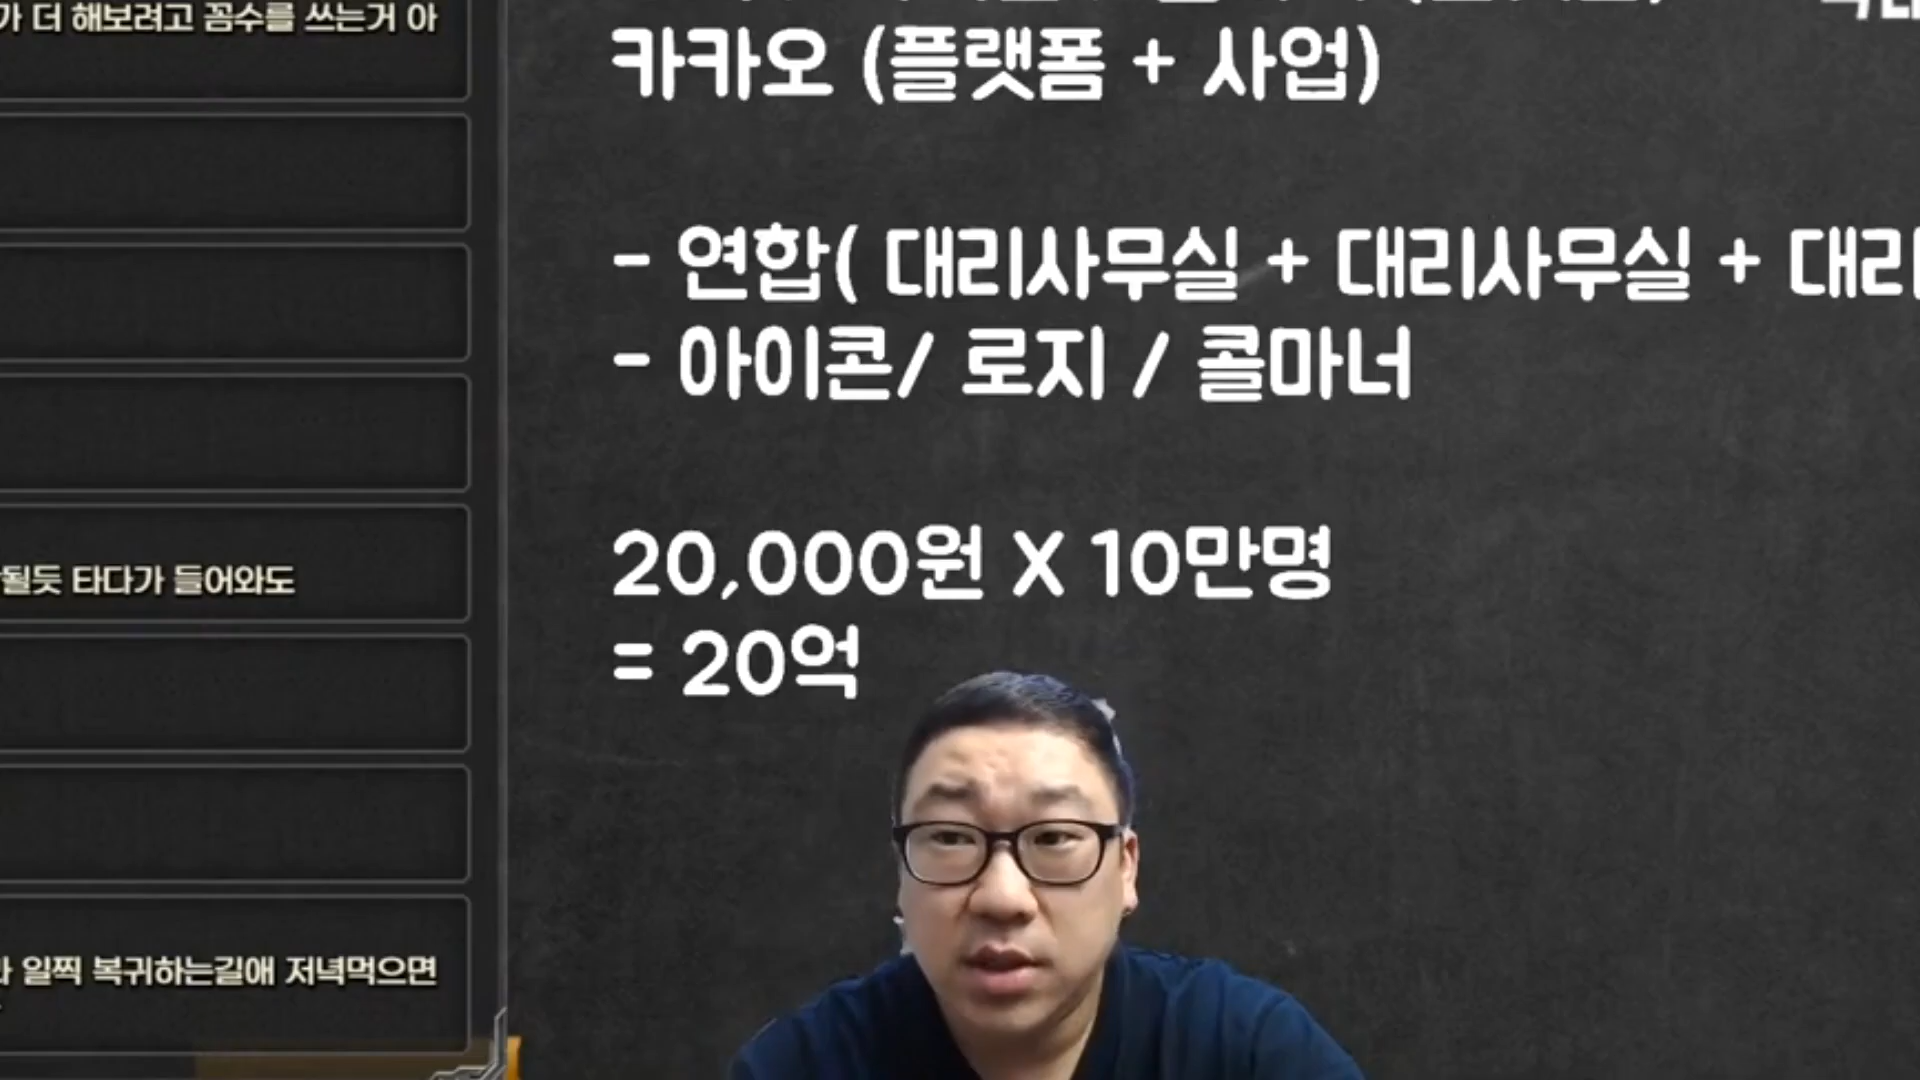 가 더 해보려고 꼼수를 쓰는거 아
될듯 타다가 들어와도
일찍 복귀하는길애 저녁먹으면
카카오 (플랫폼 + 사업)
- 연합( 대리사무실 + 대리사무실 + 대리
- 아이콘/ 로지 / 콜마너
20,000원 X 10만명
= 20억